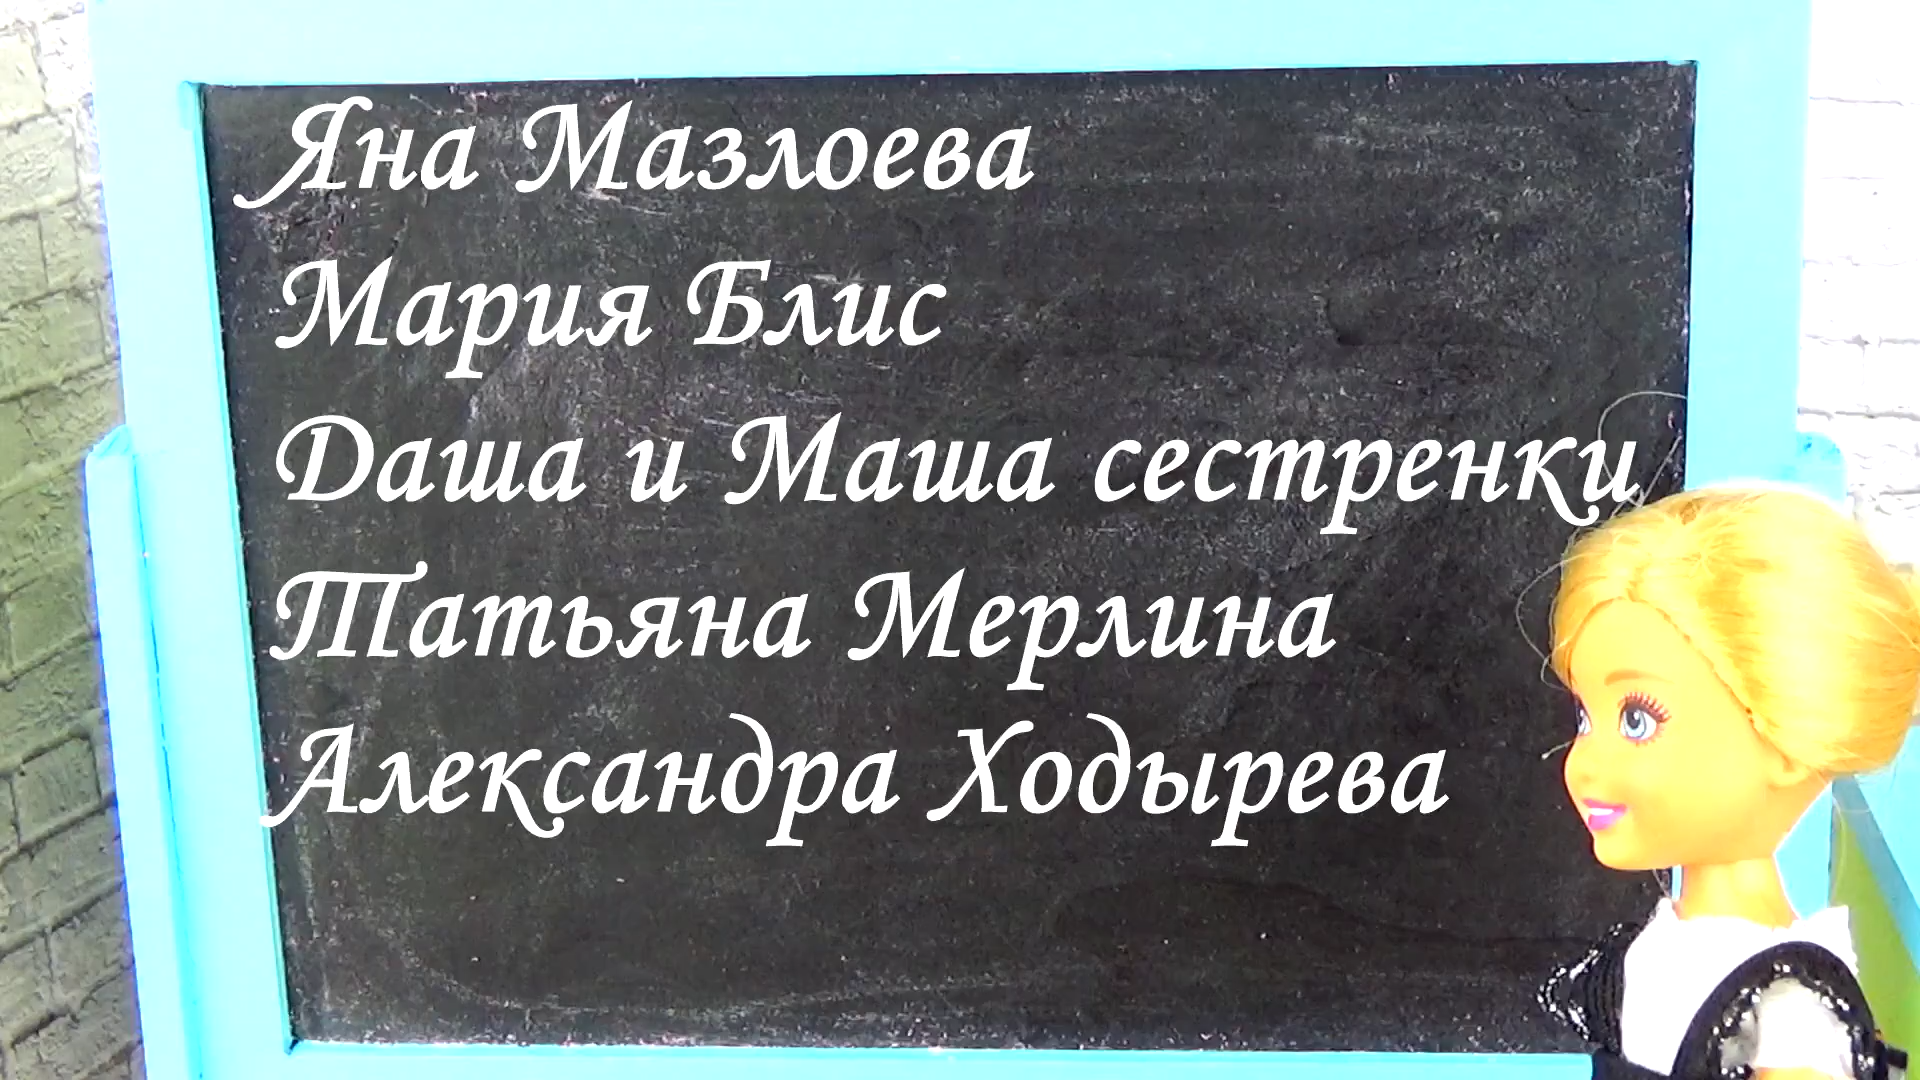 Яна Мазлоева
Мария Блис
Даша и Маша сестренки
Татьяна Мерлина
Александра Ходырева